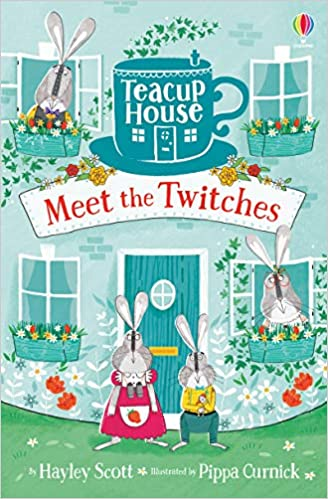 Teacup
House
Meet the Twitches
By Hayley Scott Illustrated by Pippa Curnick